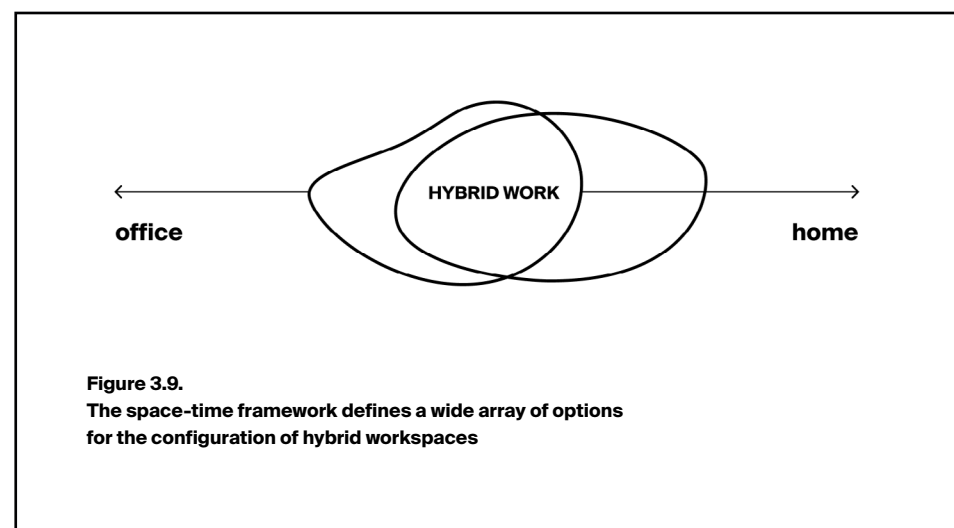 HYBRID WORK
office
home
Figure 3.9.
The space-time framework defines a wide array of options
for the configuration of hybrid workspaces